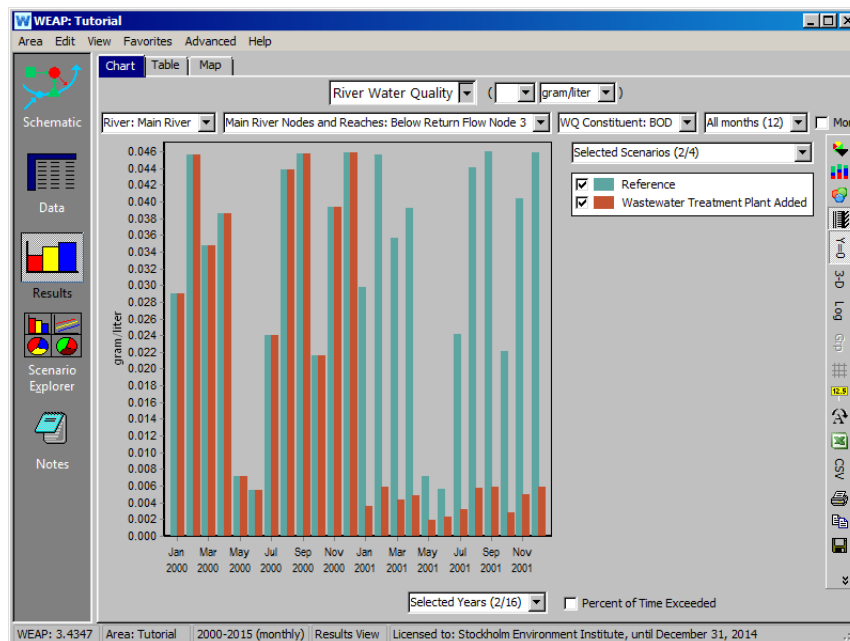 WEAP: Tutorial
Area Edit View Favorites Advanced Help
Chart Table Map
River Water Quality ( gram/liter )
River: Main River Main River Nodes and Reaches: Below Return Flow Node 3 WQ Constituent: BOD All months (12)
Selected Scenarios (2/4)
Reference
Wastewater Treatment Plant Added
Schematic
Data
Results
Scenario
Explorer
Notes
gram/liter
0.046
0.044
0.042
0.040
0.038
0.036
0.034
0.032
0.030
0.028
0.026
0.024
0.022
0.020
0.018
0.016
0.014
0.012
0.010
0.008
0.006
0.004
0.002
0.000
Jan Mar May Jul Sep Nov Jan Mar May Jul Sep Nov
2000 2000 2000 2000 2000 2000 2001 2001 2001 2001 2001 2001
Y=0
3-D
Log
Grp
12.5
A
CSV
Selected Years (2/16) Percent of Time Exceeded
WEAP: 3.4347 Area: Tutorial 2000-2015 (monthly) Results View Licensed to: Stockholm Environment Institute, until December 31, 2014